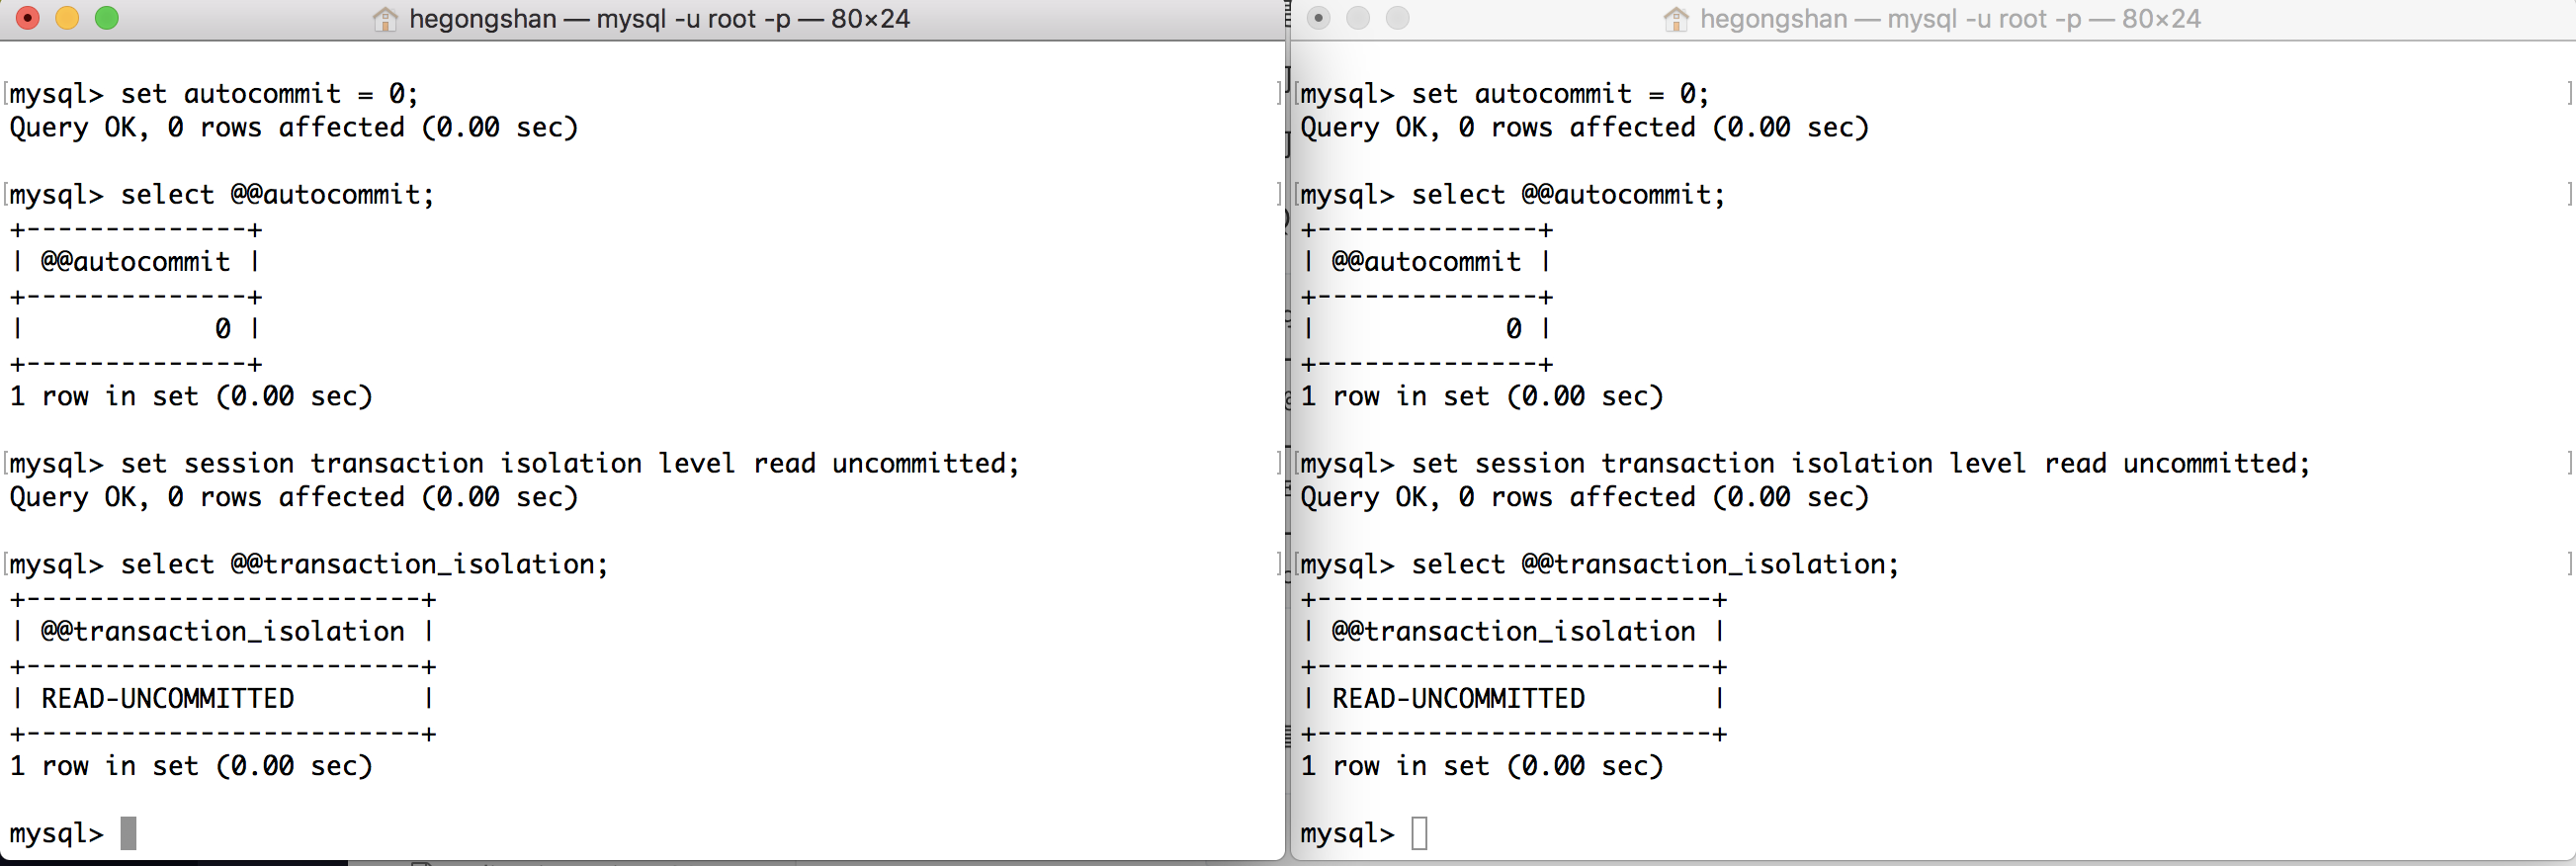 hegongshan — mysql -u root -p — 80×24
mysql> set autocommit = 0;
Query OK, 0 rows affected (0.00 sec)
mysql> select @@autocommit;
+--------------+
| @@autocommit |
+--------------+
|            0 |
+--------------+
1 row in set (0.00 sec)
mysql> set session transaction isolation level read uncommitted;
Query OK, 0 rows affected (0.00 sec)
mysql> select @@transaction_isolation;
+-------------------------+
| @@transaction_isolation |
+-------------------------+
| READ-UNCOMMITTED        |
+-------------------------+
1 row in set (0.00 sec)
mysql>
hegongshan — mysql -u root -p — 80×24
mysql> set autocommit = 0;
Query OK, 0 rows affected (0.00 sec)
mysql> select @@autocommit;
+--------------+
| @@autocommit |
+--------------+
|            0 |
+--------------+
1 row in set (0.00 sec)
mysql> set session transaction isolation level read uncommitted;
Query OK, 0 rows affected (0.00 sec)
mysql> select @@transaction_isolation;
+-------------------------+
| @@transaction_isolation |
+-------------------------+
| READ-UNCOMMITTED        |
+-------------------------+
1 row in set (0.00 sec)
mysql>